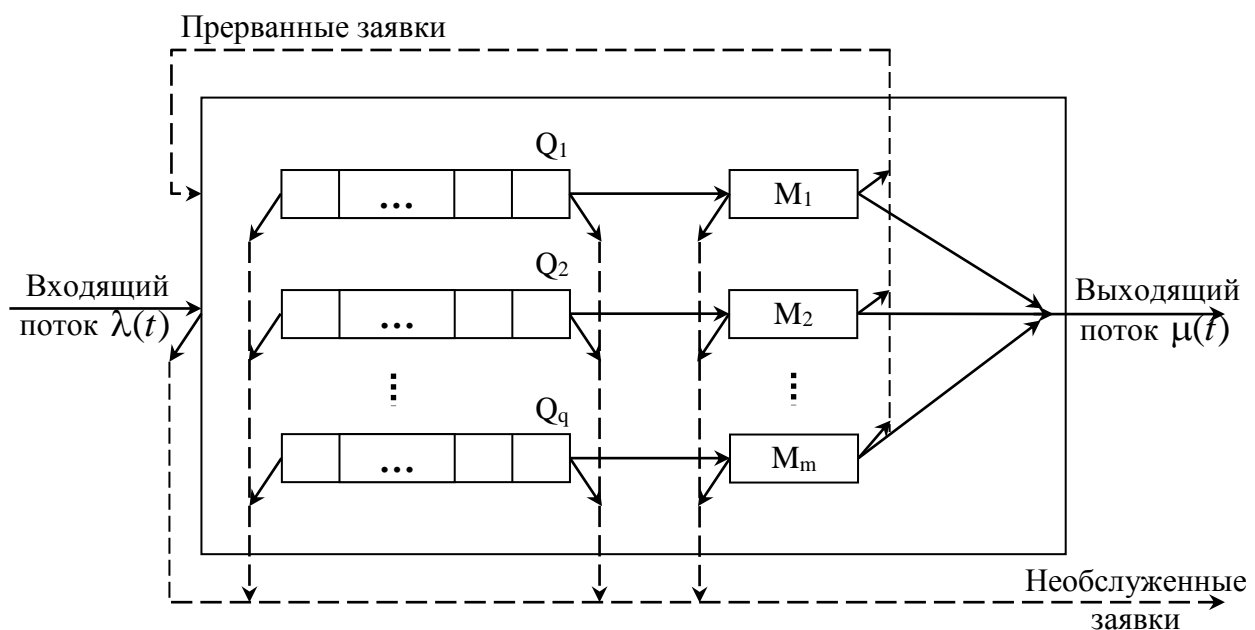 Прерванные заявки
Q1
... M1
Q2
Входящий
поток λ(t)
... M2
Выходящий
поток μ(t)
Qq
... Mm
Необслуженные
заявки